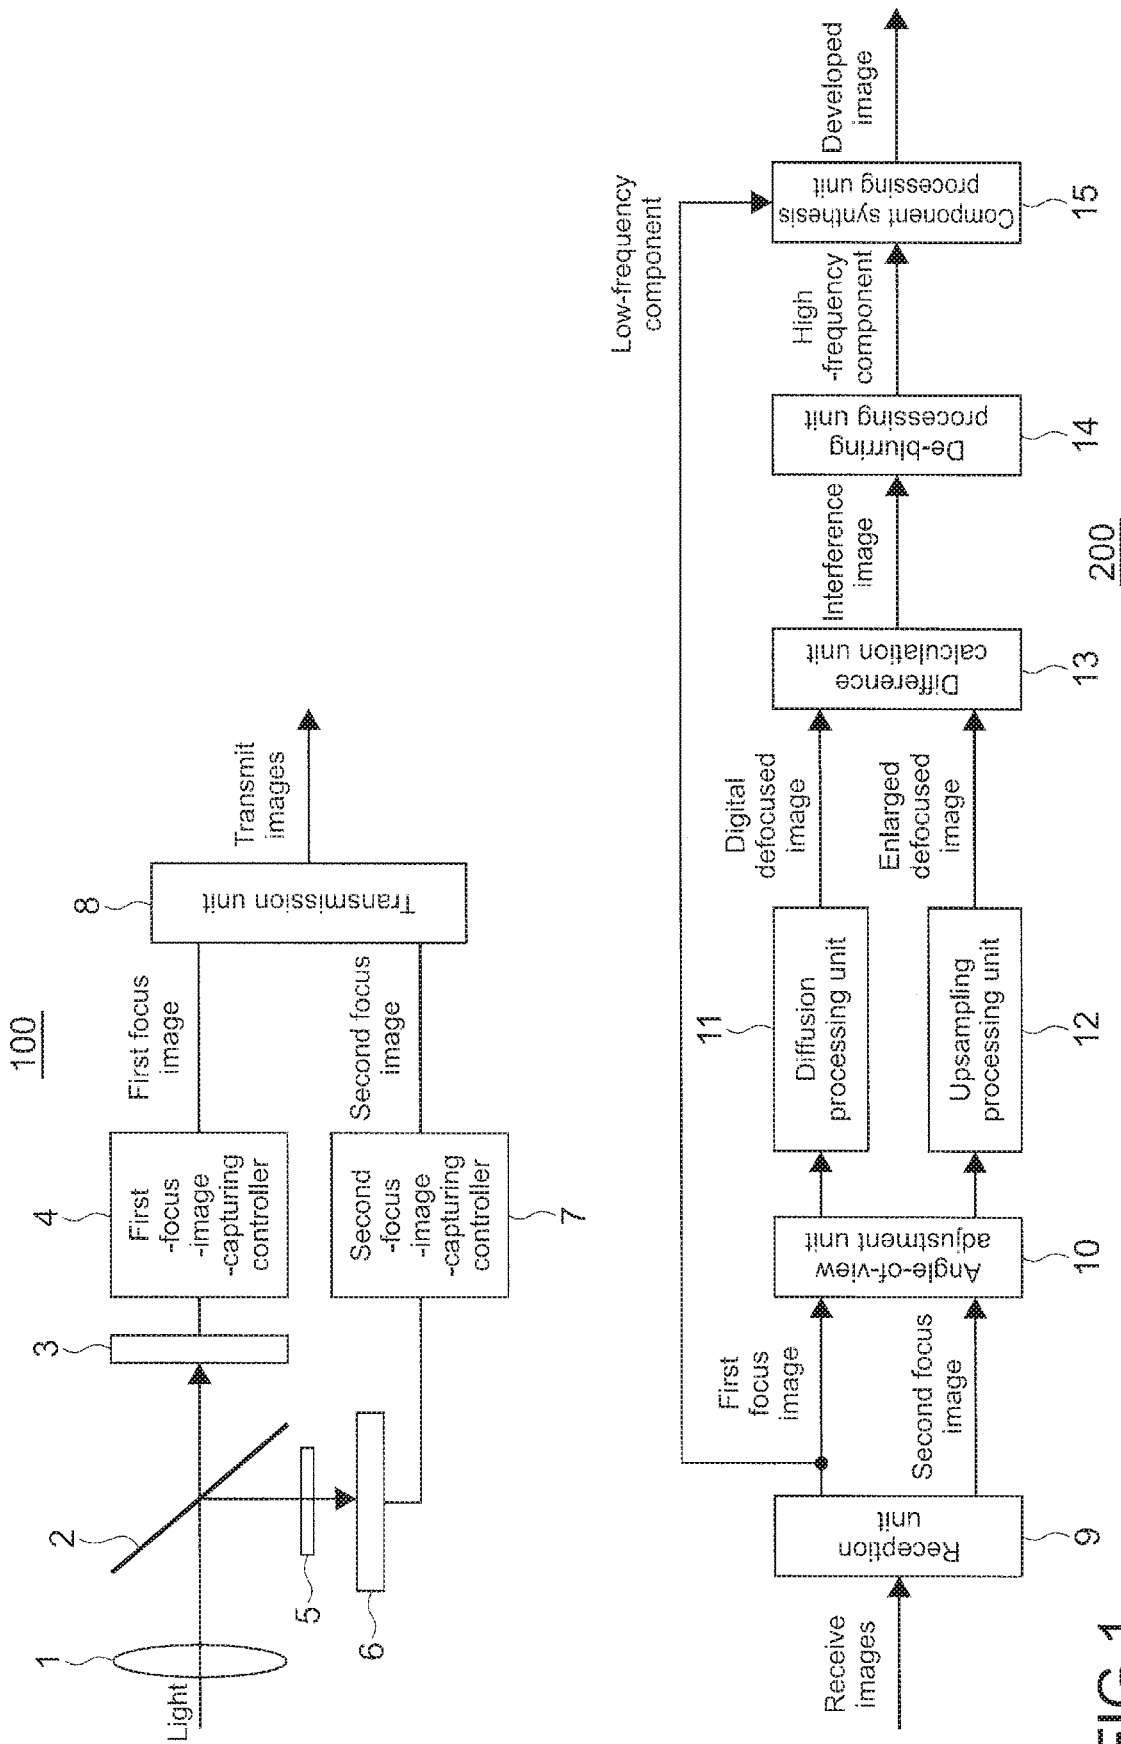 100
Light
1
2
3
4
First
-focus
-image
-capturing
controller
First focus
image
5
6
7
Second
-focus
-image
-capturing
controller
Second focus
image
8
Transmission unit
Transmit
images
Receive
images
9
Reception
unit
First
focus
image
Second focus
image
10
Angle-of-view
adjustment unit
11
Diffusion
processing unit
12
Upsampling
processing unit
Digital
defocused
image
Enlarged
defocused
image
13
Difference
calculation unit
Interference
image
14
De-blurring
processing unit
High
-frequency
component
Low-frequency
component
15
Component synthesis
processing unit
Developed
image
200
FIG.1